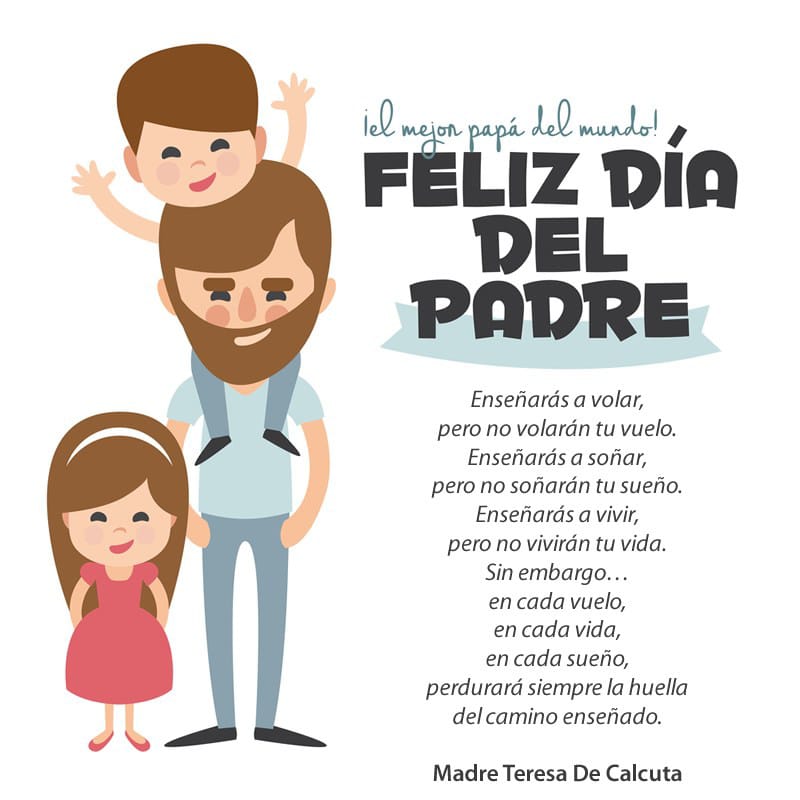 ¡el mejor papá del mundo!
FELIZ DÍA
DEL
PADRE
Enseñarás a volar,
pero no volarán tu vuelo.
Enseñarás a soñar,
pero no soñarán tu sueño.
Enseñarás a vivir,
pero no vivirán tu vida.
Sin embargo…
en cada vuelo,
en cada vida,
en cada sueño,
perdurará siempre la huella
del camino enseñado.
Madre Teresa De Calcuta